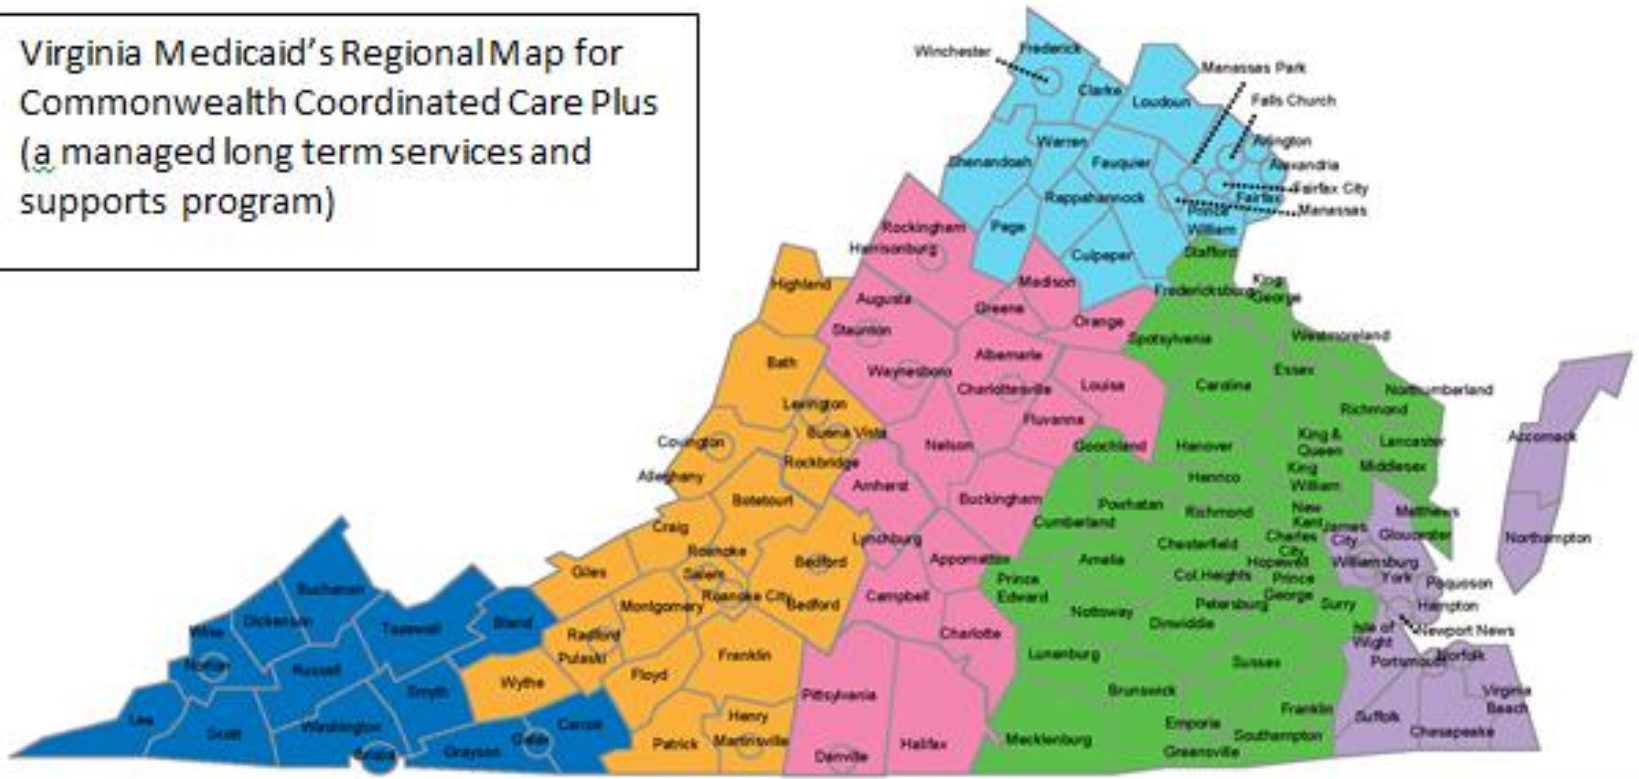 Virginia Medicaid's Regional Map for
Commonwealth Coordinated Care Plus
(a managed long term services and
supports program)
Winchester
Frederick
Clarke
Loudoun
Manassas Park
Falls Church
Arlington
Alexandria
Fairfax City
Fairfax
Manassas
Prince
William
Warren
Shenandoah
Fauquier
Rappahannock
Page
Culpeper
Rockingham
Harrisonburg
Madison
Greene
Orange
Augusta
Staunton
Waynesboro
Albemarle
Charlottesville
Louisa
Fluvanna
Nelson
Amherst
Buckingham
Lynchburg
Appomattox
Campbell
Charlotte
Pittsylvania
Danville
Halifax
Highland
Bath
Lexington
Buena Vista
Rockbridge
Covington
Alleghany
Botetourt
Craig
Roanoke
Salem
Roanoke City
Bedford
Bedford
Giles
Montgomery
Radford
Pulaski
Floyd
Franklin
Wythe
Henry
Martinsville
Patrick
Buchanan
Dickenson
Wise
Norton
Tazewell
Bland
Russell
Smyth
Lee
Scott
Washington
Bristol
Grayson
Galax
Carroll
Stafford
Fredericksburg
King
George
Spotsylvania
Westmoreland
Essex
Caroline
Northumberland
Richmond
Goochland
Hanover
King &
Queen
Lancaster
Henrico
King
William
Middlesex
Powhatan
Richmond
New
Kent
Matthews
Cumberland
Chesterfield
Charles
City
James
City
Gloucester
Amelia
Hopewell
Williamsburg
York
Poquoson
Prince
Edward
Col.Heights
Prince
George
Petersburg
Surry
Hampton
Nottoway
Dinwiddie
Isle of
Wight
Newport News
Lunenburg
Sussex
Portsmouth
Norfolk
Brunswick
Franklin
Virginia
Beach
Emporia
Suffolk
Chesapeake
Mecklenburg
Southampton
Greensville
Accomack
Northampton